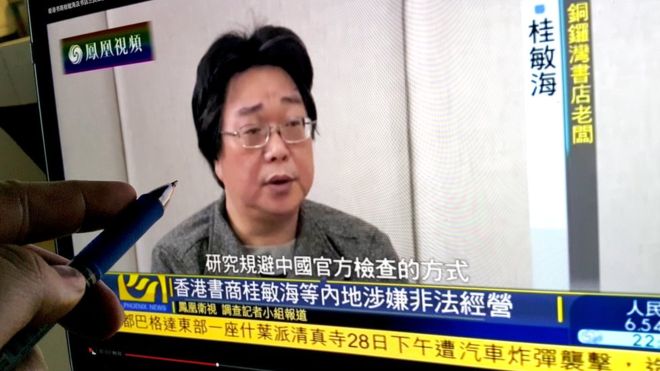 鳳凰視頻
桂敏海
銅鑼灣書店老闆
研究規避中國官方檢查的方式
PHOENIX NEWS
香港書商桂敏海等內地涉嫌非法經營
鳳凰衛視 調查記者小組報道
人民
6.54
22
都巴格達東部一座什葉派清真寺28日下午遭汽車炸彈襲擊，